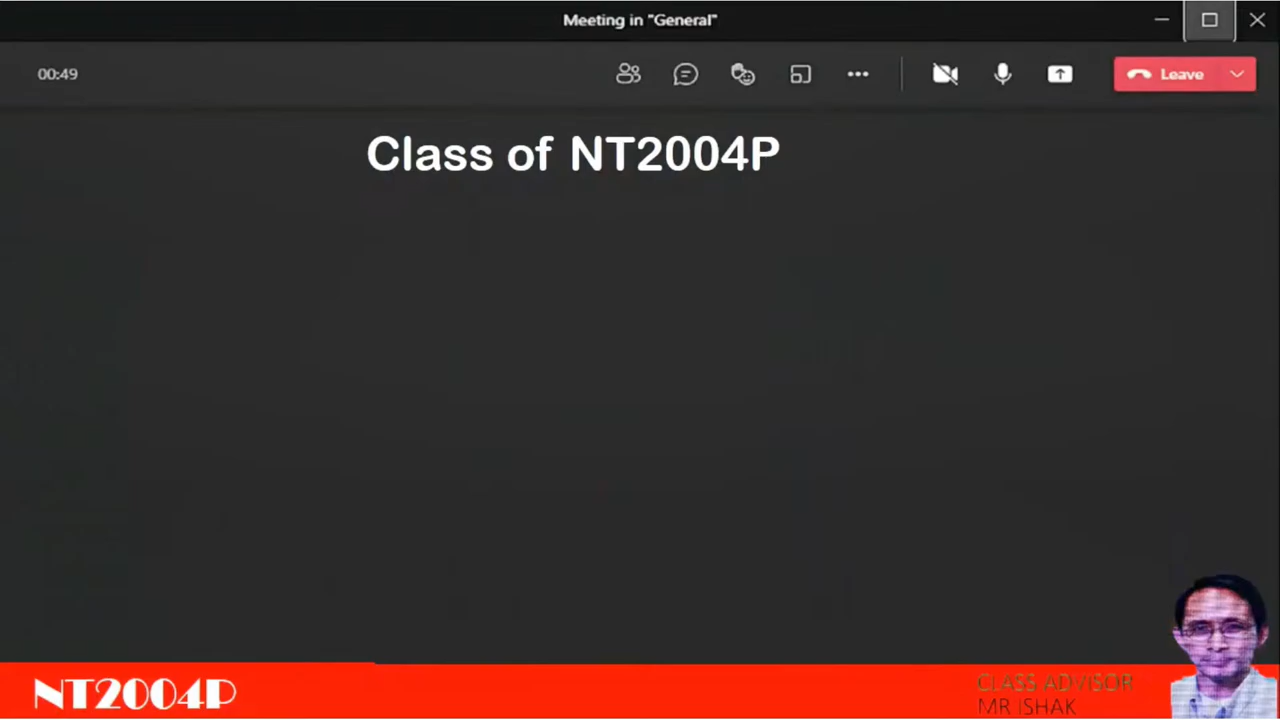 Meeting in "General"
00:49
Leave
Class of NT2004P
NT2004P
CLASS ADVISOR
MR ISHAK